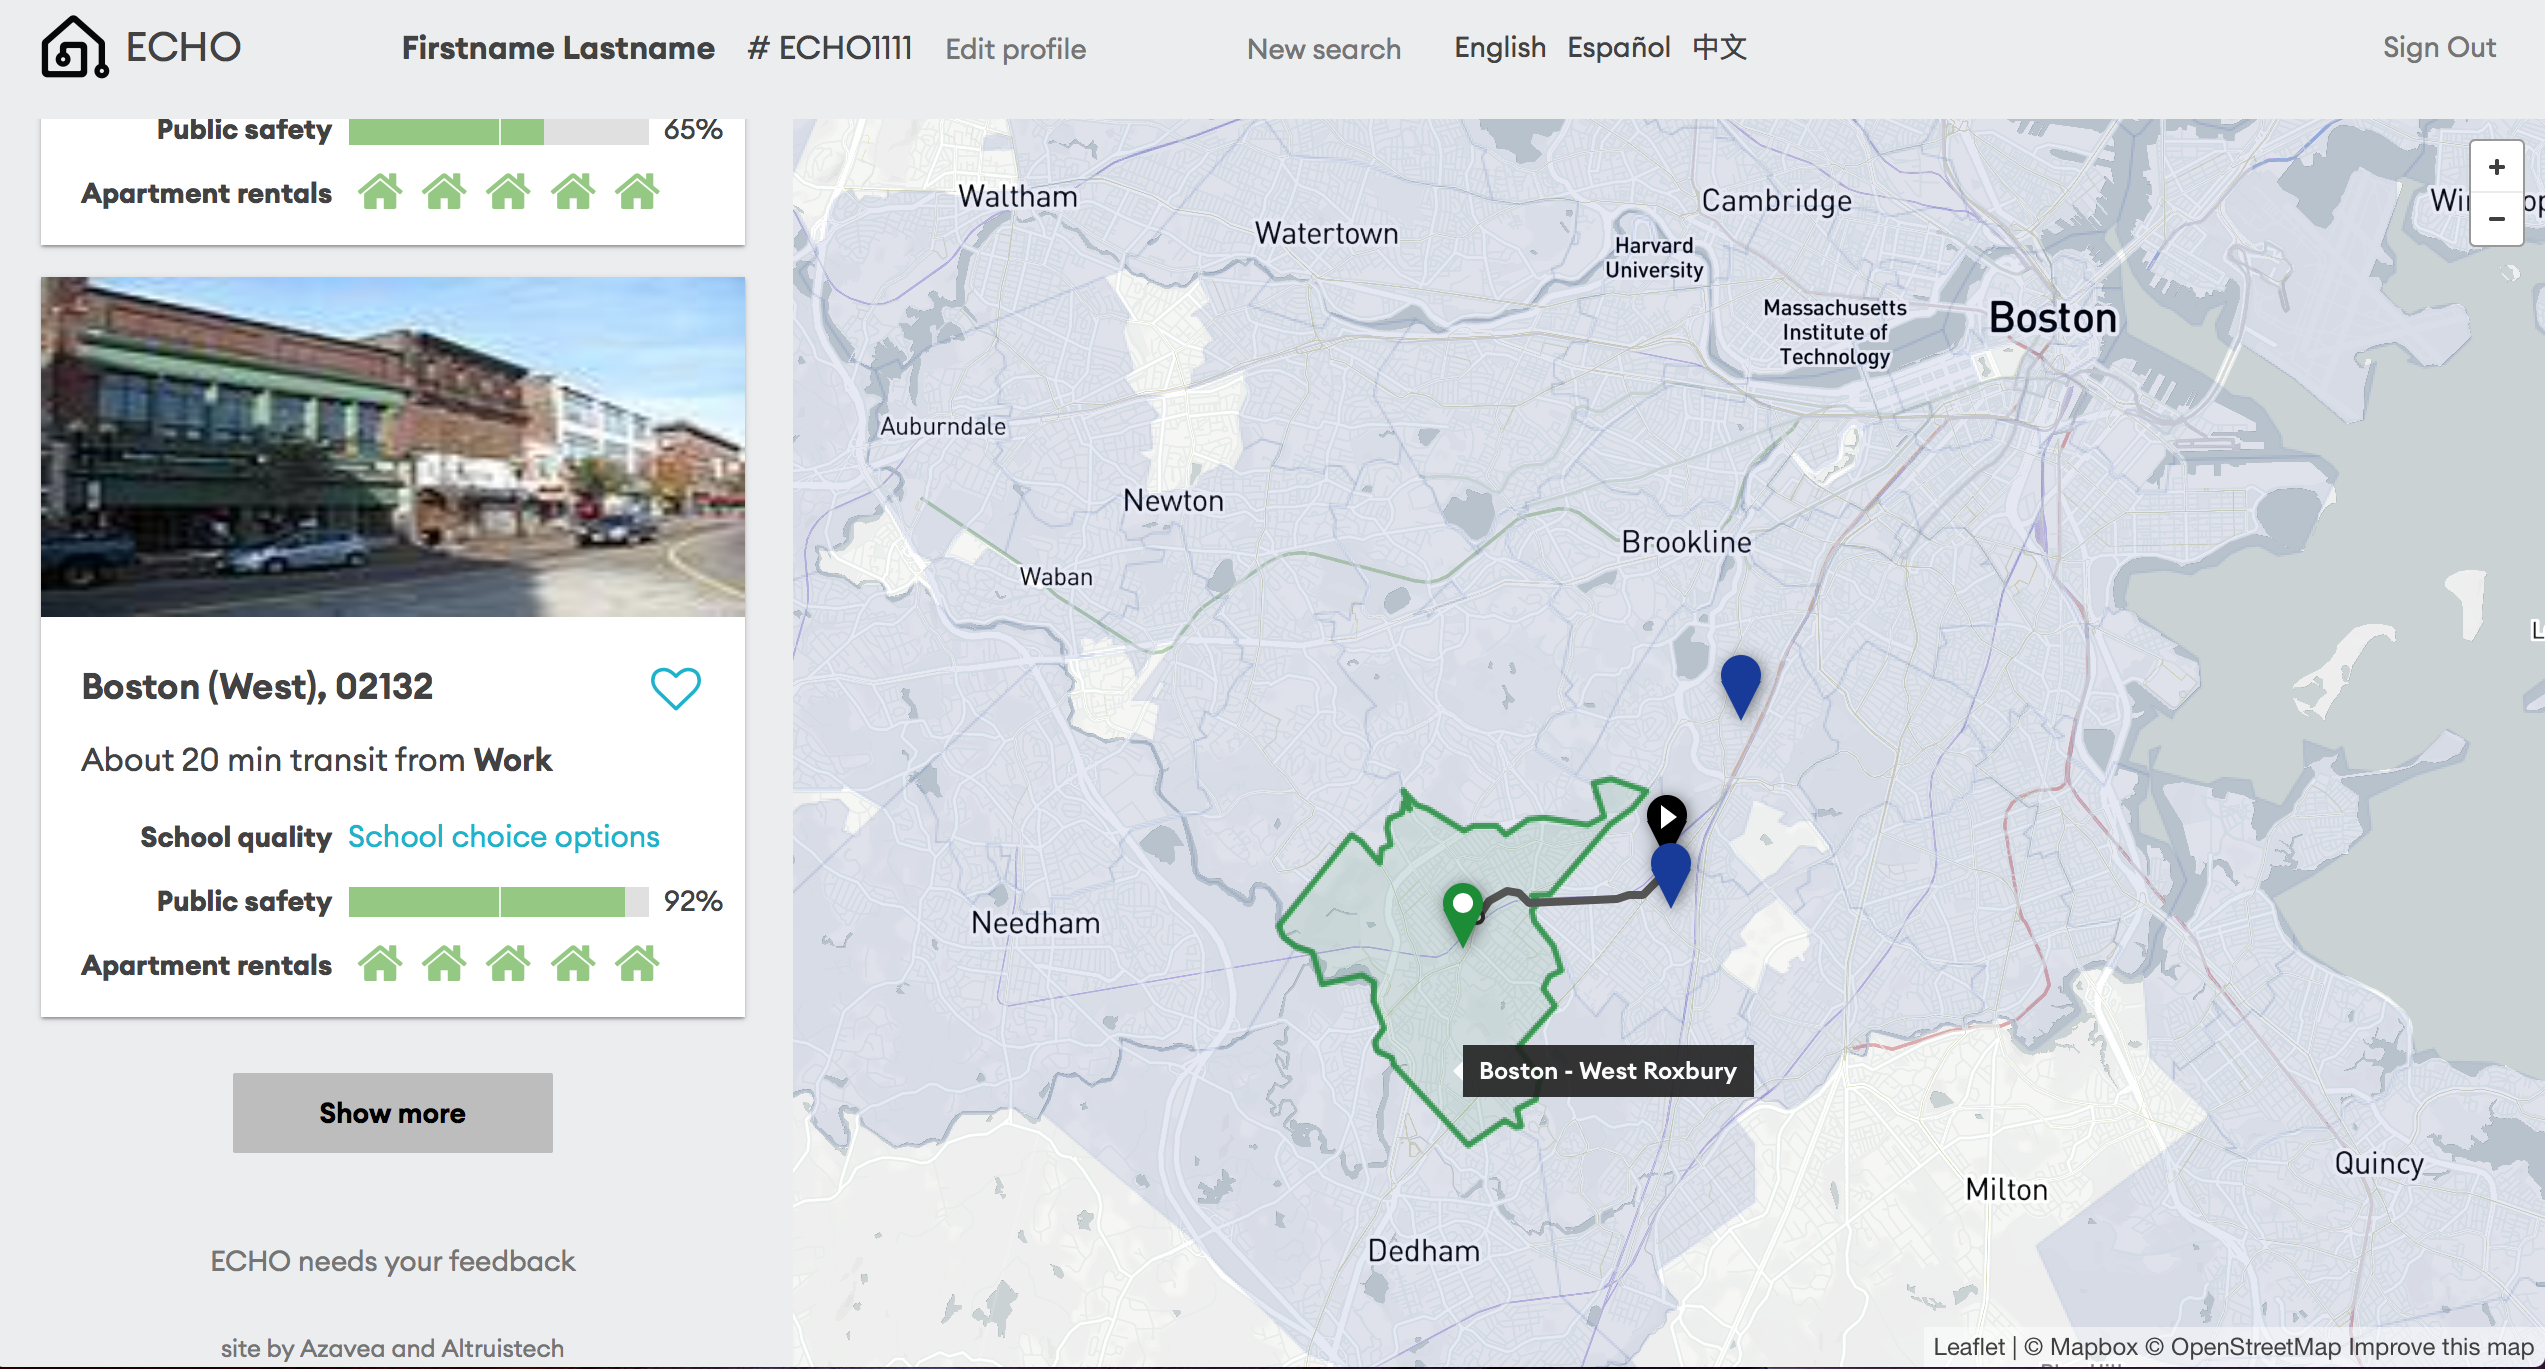 ECHO
Firstname Lastname # ECHO1111 Edit profile
New search English Español 中文
Sign Out
Public safety 65%
Apartment rentals
Boston (West), 02132
About 20 min transit from Work
School quality School choice options
Public safety 92%
Apartment rentals
Show more
ECHO needs your feedback
site by Azavea and Altruistech
Waltham
Watertown
Cambridge
Harvard
University
Massachusetts
Institute of
Technology
Boston
+
−
Auburndale
Newton
Brookline
Waban
Needham
Boston - West Roxbury
Dedham
Milton
Quincy
Leaflet | © Mapbox © OpenStreetMap Improve this map